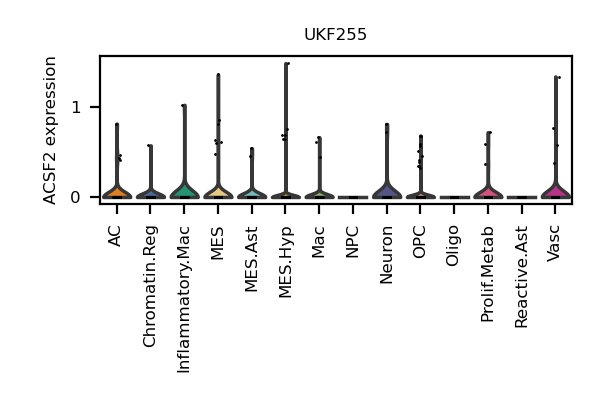 UKF255
ACSF2 expression
1
0
AC
Chromatin.Reg
Inflammatory.Mac
MES
MES.Ast
MES.Hyp
Mac
NPC
Neuron
OPC
Oligo
Prolif.Metab
Reactive.Ast
Vasc